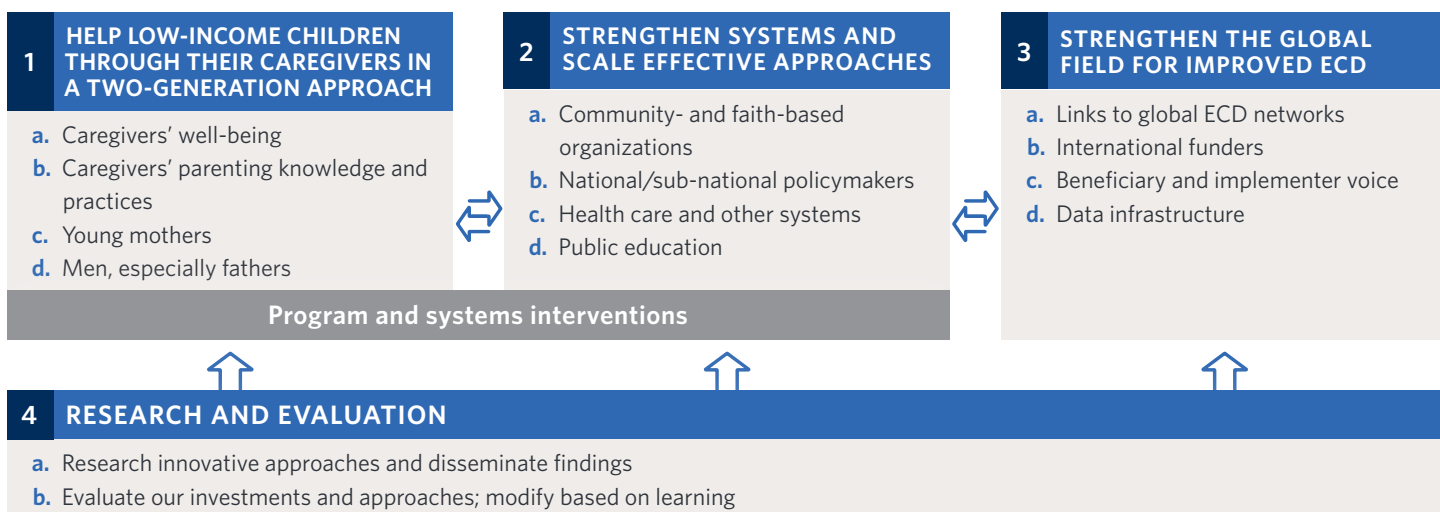 1
HELP LOW-INCOME CHILDREN
THROUGH THEIR CAREGIVERS IN
A TWO-GENERATION APPROACH
a. Caregivers’ well-being
b. Caregivers’ parenting knowledge and
practices
c. Young mothers
d. Men, especially fathers
2
STRENGTHEN SYSTEMS AND
SCALE EFFECTIVE APPROACHES
a. Community- and faith-based
organizations
b. National/sub-national policymakers
c. Health care and other systems
d. Public education
Program and systems interventions
3
STRENGTHEN THE GLOBAL
FIELD FOR IMPROVED ECD
a. Links to global ECD networks
b. International funders
c. Beneficiary and implementer voice
d. Data infrastructure
4 RESEARCH AND EVALUATION
a. Research innovative approaches and disseminate findings
b. Evaluate our investments and approaches; modify based on learning